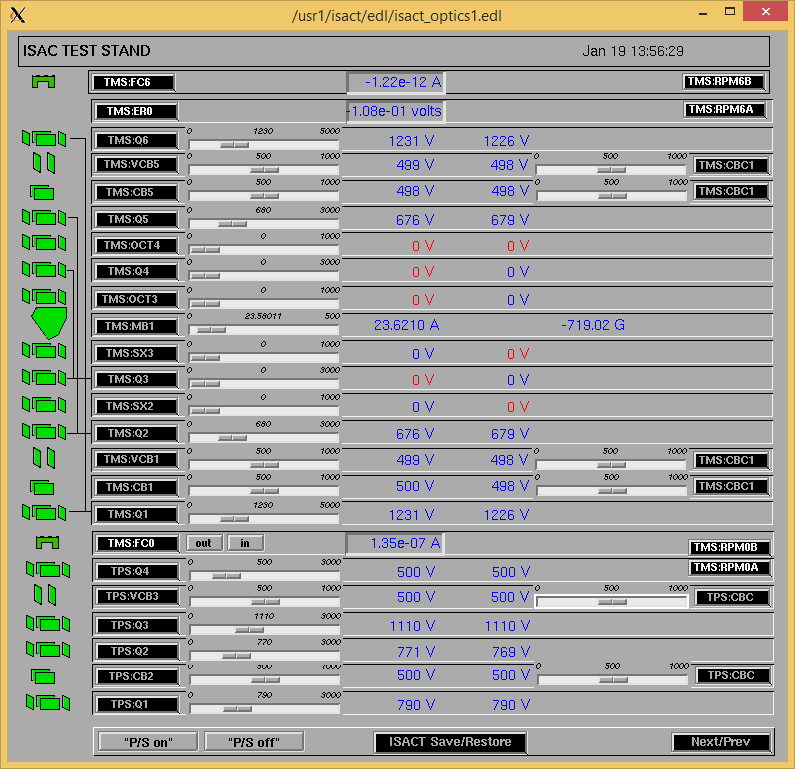 /usr1/isact/edl/isact_optics1.edl
ISAC TEST STAND Jan 19 13:56:29
TMS:FC6 -1.22e-12 A TMS:RPM6B
TMS:ER0 -1.08e-01 volts TMS:RPM6A
TMS:Q6 0 1230 5000 1231 V 1226 V
TMS:VCB5 0 500 1000 499 V 498 V 0 500 1000 TMS:CBC1
TMS:CB5 0 500 1000 498 V 498 V 0 500 1000 TMS:CBC1
TMS:Q5 0 680 3000 676 V 679 V
TMS:OCT4 0 0 1000 0 V 0 V
TMS:Q4 0 0 3000 0 V 0 V
TMS:OCT3 0 0 1000 0 V 0 V
TMS:MB1 0 23.58011 500 23.6210 A -719.02 G
TMS:SX3 0 0 1000 0 V 0 V
TMS:Q3 0 0 3000 0 V 0 V
TMS:SX2 0 0 1000 0 V 0 V
TMS:Q2 0 680 3000 676 V 679 V
TMS:VCB1 0 500 1000 499 V 498 V 0 500 1000 TMS:CBC1
TMS:CB1 0 500 1000 500 V 498 V 0 500 1000 TMS:CBC1
TMS:Q1 0 1230 5000 1231 V 1226 V
TMS:FC0 out in 1.35e-07 A TMS:RPM0B
TPS:Q4 0 500 3000 500 V 500 V TMS:RPM0A
TPS:VCB3 0 500 1000 500 V 500 V 0 500 1000 TPS:CBC
TPS:Q3 0 1110 3000 1110 V 1110 V
TPS:Q2 0 770 3000 771 V 769 V
TPS:CB2 0 500 1000 500 V 500 V 0 500 1000 TPS:CBC
TPS:Q1 0 790 3000 790 V 790 V
"P/S on" "P/S off" ISACT Save/Restore Next/Prev